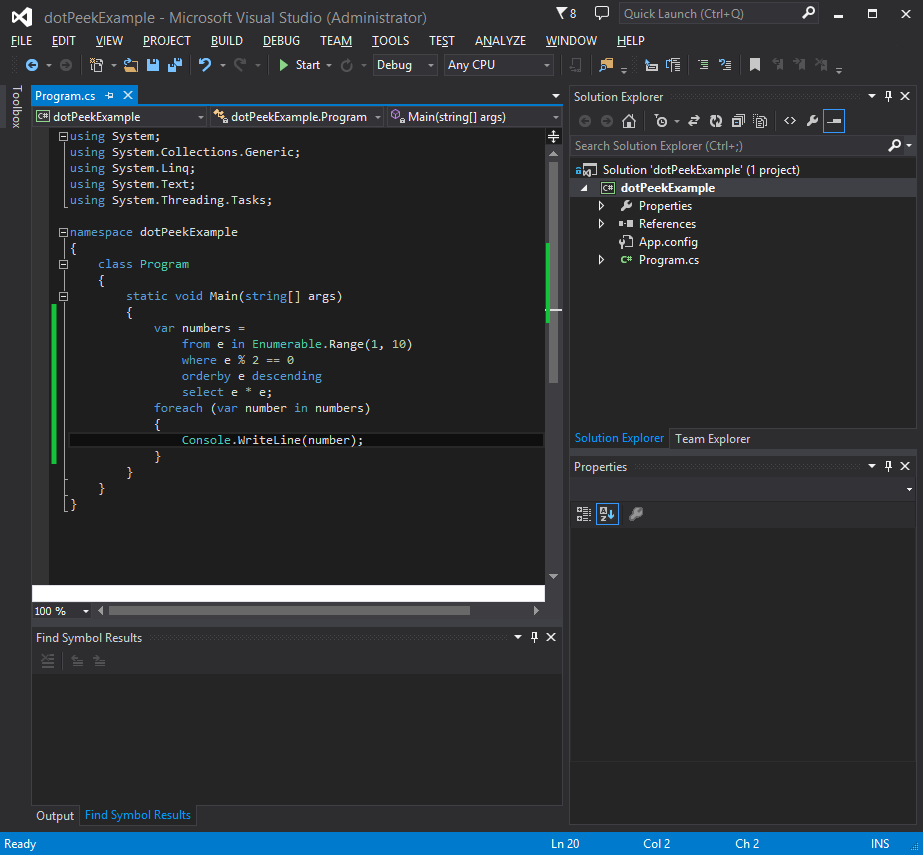 dotPeekExample - Microsoft Visual Studio (Administrator)
8
Quick Launch (Ctrl+Q)
FILE EDIT VIEW PROJECT BUILD DEBUG TEAM TOOLS TEST ANALYZE WINDOW HELP
Start Debug Any CPU
Toolbox
Program.cs
dotPeekExample dotPeekExample.Program Main(string[] args)
using System;
using System.Collections.Generic;
using System.Linq;
using System.Text;
using System.Threading.Tasks;
namespace dotPeekExample
{
class Program
{
static void Main(string[] args)
{
var numbers =
from e in Enumerable.Range(1, 10)
where e % 2 == 0
orderby e descending
select e * e;
foreach (var number in numbers)
{
Console.WriteLine(number);
}
}
}
}
100 %
Find Symbol Results
Output Find Symbol Results
Solution Explorer
Search Solution Explorer (Ctrl+;)
Solution 'dotPeekExample' (1 project)
C# dotPeekExample
Properties
References
App.config
C# Program.cs
Solution Explorer Team Explorer
Properties
Ready Ln 20 Col 2 Ch 2 INS